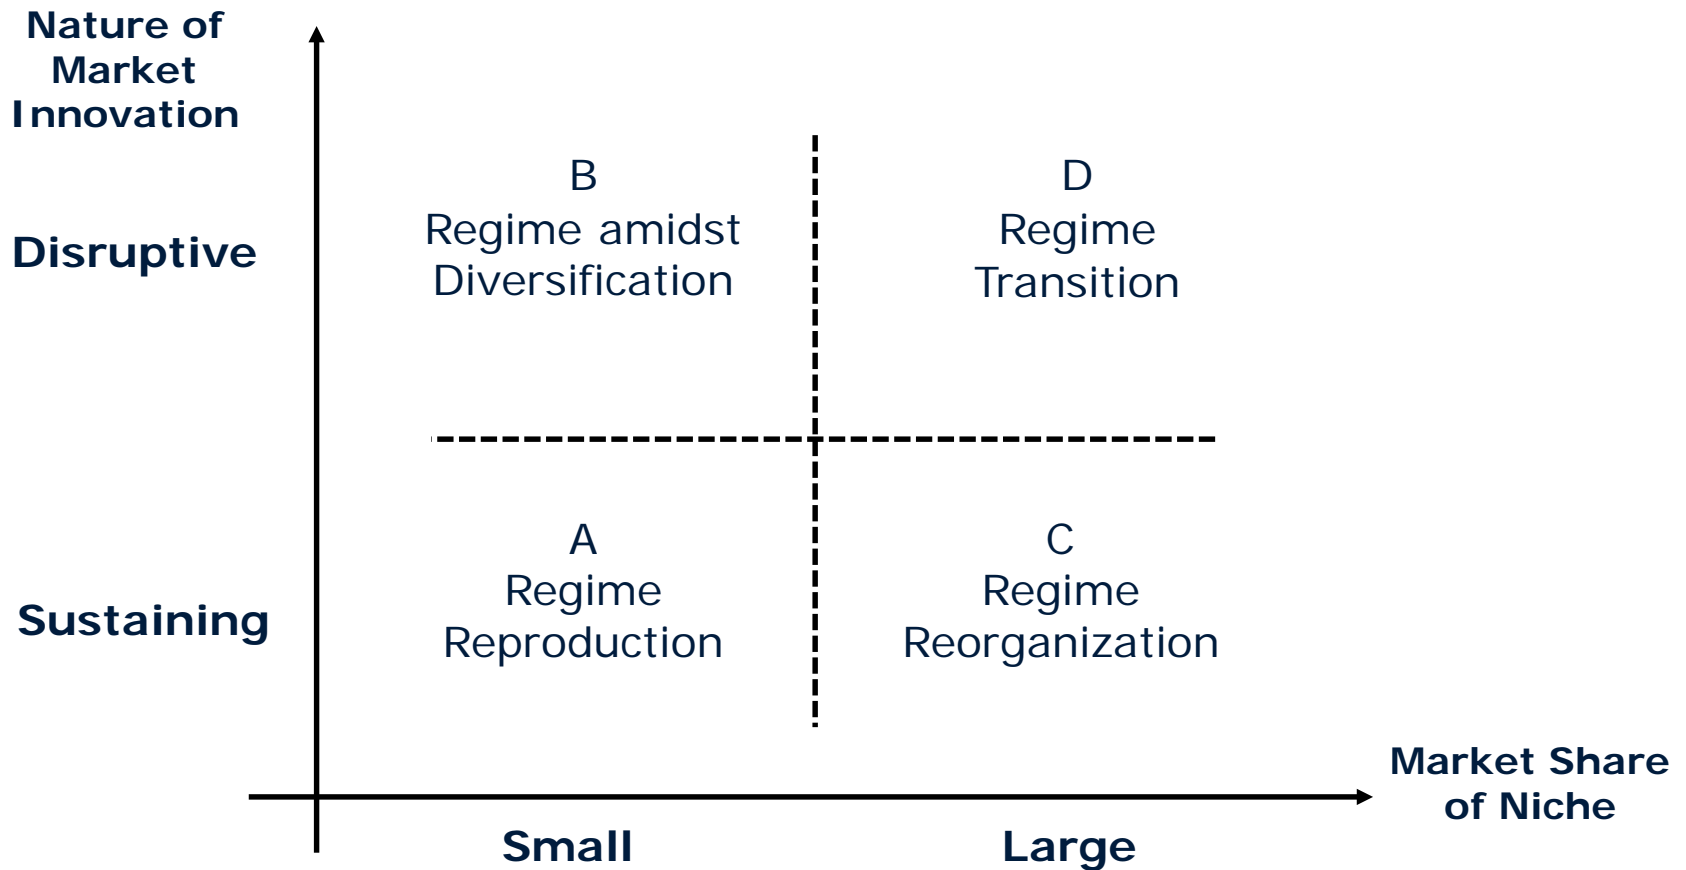 Nature of
Market
Innovation
B
Regime amidst
Diversification
D
Regime
Transition
Disruptive
A
Regime
Reproduction
C
Regime
Reorganization
Sustaining
Market Share
of Niche
Small
Large